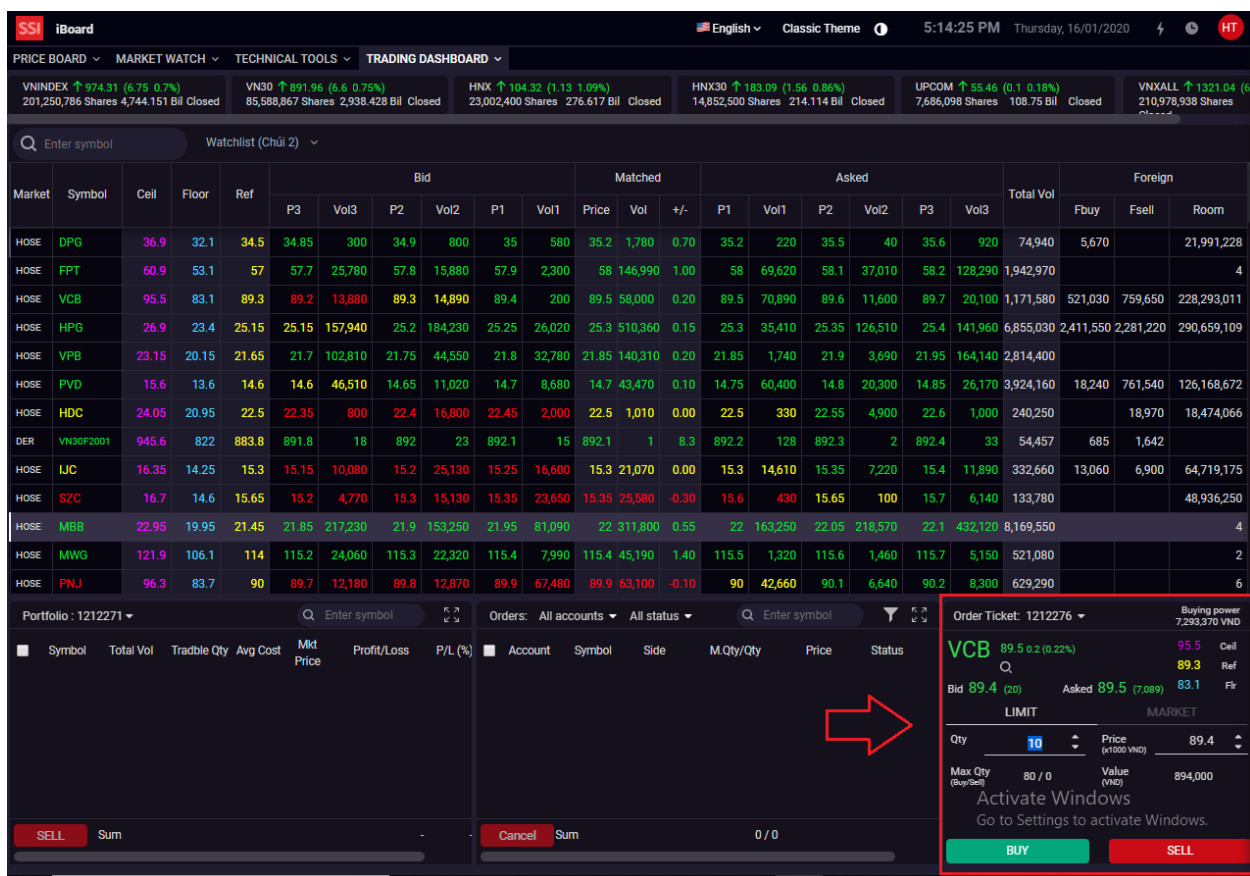 SSI iBoard English Classic Theme 5:14:25 PM Thursday, 16/01/2020 HT
PRICE BOARD MARKET WATCH TECHNICAL TOOLS TRADING DASHBOARD
VNINDEX 974.31 (6.75 0.7%) VN30 891.96 (6.6 0.75%) HNX 104.32 (1.13 1.09%) HNX30 183.09 (1.56 0.86%) UPCOM 55.46 (0.1 0.18%) VNXALL 1321.04
201,250,786 Shares 4,744.151 Bil Closed 85,588,867 Shares 2,938.428 Bil Closed 23,002,400 Shares 276.617 Bil Closed 14,852,500 Shares 214.114 Bil Closed 7,686,098 Shares 108.75 Bil Closed 210,978,938 Shares
Enter symbol Watchlist (Chúi 2)
Market Symbol Ceil Floor Ref Bid Matched Asked Total Vol Foreign
P3 Vol3 P2 Vol2 P1 Vol1 Price Vol +/- P1 Vol1 P2 Vol2 P3 Vol3 Fbuy Fsell Room
HOSE DPG 36.9 32.1 34.5 34.85 300 34.9 800 35 580 35.2 1,780 0.70 35.2 220 35.5 40 35.6 920 74,940 5,670 21,991,228
HOSE FPT 60.9 53.1 57 57.7 25,780 57.8 15,880 57.9 2,300 58 146,990 1.00 58 69,620 58.1 37,010 58.2 128,290 1,942,970 4
HOSE VCB 95.5 83.1 89.3 89.2 13,880 89.3 14,890 89.4 200 89.5 58,000 0.20 89.5 70,890 89.6 11,600 89.7 20,100 1,171,580 521,030 759,650 228,293,011
HOSE HPG 26.9 23.4 25.15 25.15 157,940 25.2 184,230 25.25 26,020 25.3 510,360 0.15 25.3 35,410 25.35 126,510 25.4 141,960 6,855,030 2,411,550 2,281,220 290,659,109
HOSE VPB 23.15 20.15 21.65 21.7 102,810 21.75 44,550 21.8 32,780 21.85 140,310 0.20 21.85 1,740 21.9 3,690 21.95 164,140 2,814,400
HOSE PVD 15.6 13.6 14.6 14.6 46,510 14.65 11,020 14.7 8,680 14.7 43,470 0.10 14.75 60,400 14.8 20,300 14.85 26,170 3,924,160 18,240 761,540 126,168,672
HOSE HDC 24.05 20.95 22.5 22.35 800 22.4 16,800 22.45 2,000 22.5 1,010 0.00 22.5 330 22.55 4,900 22.6 1,000 240,250 18,970 18,474,066
DER VN30F2001 945.6 822 883.8 891.8 18 892 23 892.1 15 892.1 1 8.3 892.2 128 892.3 2 892.4 33 54,457 685 1,642
HOSE IJC 16.35 14.25 15.3 15.15 10,080 15.2 25,130 15.25 16,600 15.3 21,070 0.00 15.3 14,610 15.35 7,220 15.4 11,890 332,660 13,060 6,900 64,719,175
HOSE SZC 16.7 14.6 15.65 15.2 4,770 15.3 15,130 15.35 23,650 15.35 25,580 -0.30 15.6 430 15.65 100 15.7 6,140 133,780 48,936,250
HOSE MBB 22.95 19.95 21.45 21.85 217,230 21.9 153,250 21.95 81,090 22 311,800 0.55 22 163,250 22.05 218,570 22.1 432,120 8,169,550 4
HOSE MWG 121.9 106.1 114 115.2 24,060 115.3 22,320 115.4 7,990 115.4 45,190 1.40 115.5 1,320 115.6 1,460 115.7 5,150 521,080 2
HOSE PNJ 96.3 83.7 90 89.7 12,180 89.8 12,870 89.9 67,480 89.9 63,100 -0.10 90 42,660 90.1 6,640 90.2 8,300 629,290 6
Portfolio : 1212271 Enter symbol
Symbol Total Vol Tradble Qty Avg Cost Mkt Price Profit/Loss P/L (%)
SELL Sum - -
Orders: All accounts All status Enter symbol
Account Symbol Side M.Qty/Qty Price Status
Cancel Sum 0 / 0
Order Ticket: 1212276 Buying power
7,293,370 VND
VCB 89.5 0.2 (0.22%) 95.5 Ceil
89.3 Ref
Bid 89.4 (20) Asked 89.5 (7,089) 83.1 Flr
LIMIT MARKET
Qty 10 Price (x1000 VND) 89.4
Max Qty (Buy/Sell) 80 / 0 Value (VND) 894,000
Activate Windows
Go to Settings to activate Windows.
BUY SELL